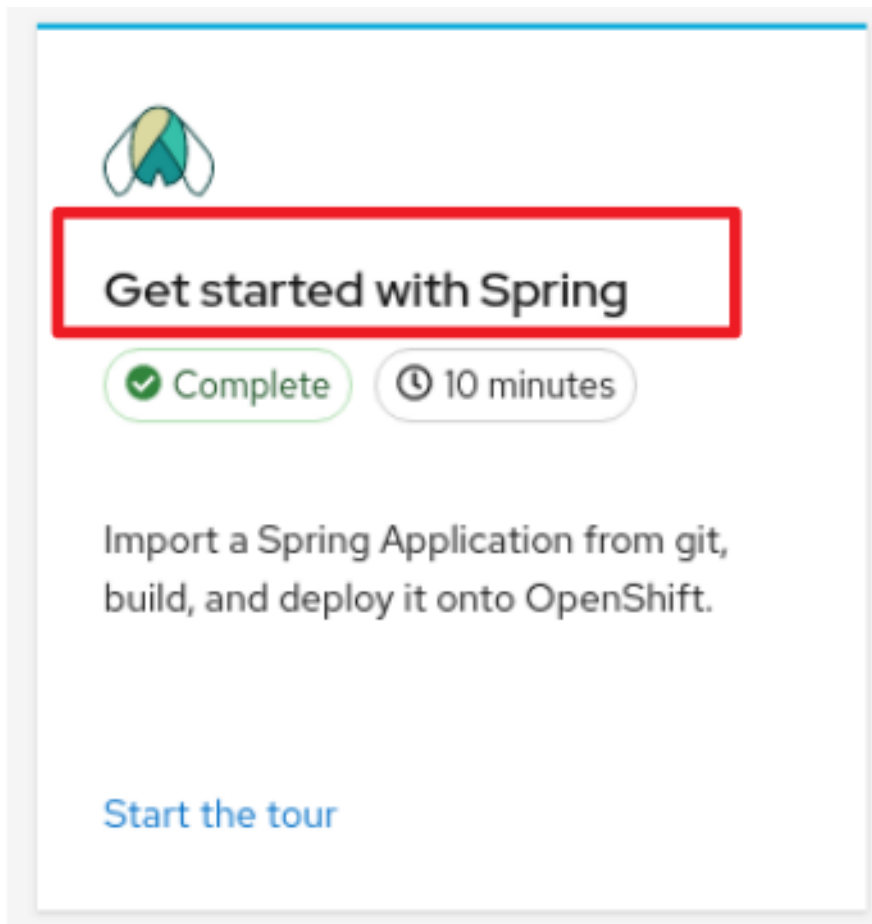 Get started with Spring
Complete
10 minutes
Import a Spring Application from git,
build, and deploy it onto OpenShift.
Start the tour